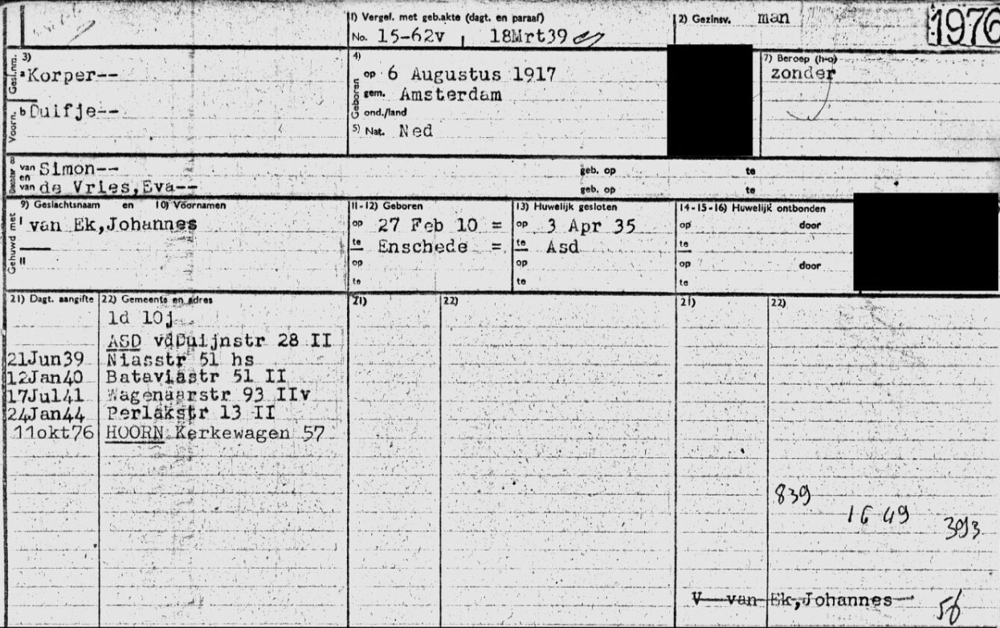 1) Vergel. met geb.akte (dagt. en paraaf)
No. 15-62v 18Mrt39
2) Gezinsv. man
1976
Gesl.nm. 3)
a Korper--
Voorn. b Duifje--
4)
Geboren
op 6 Augustus 1917
gem. Amsterdam
ond./land
5) Nat. Ned
7) Beroep (h-o)
zonder
8
van Simon-- geb. op te
en
van de Vries,Eva-- geb. op te
Gehuwd met
9) Geslachtsnaam en 10) Voornamen
I van Ek,Johannes
II
11-12) Geboren
op 27 Feb 10 =
te Enschede =
op
te
13) Huwelijk gesloten
op 3 Apr 35
te Asd
op
te
14-15-16) Huwelijk ontbonden
op door
te
op door
te
21) Dagt. aangifte 22) Gemeente en adres 21) 22) 21) 22)
1d 10j
ASD vdDuijnstr 28 II
21Jun39 Niasstr 51 hs
12Jan40 Bataviastr 51 II
17Jul41 Wagenaarstr 93 IIv
24Jan44 Perlakstr 13 II
11okt76 HOORN Kerkewagen 57
839
16 49
393
V van Ek,Johannes
56